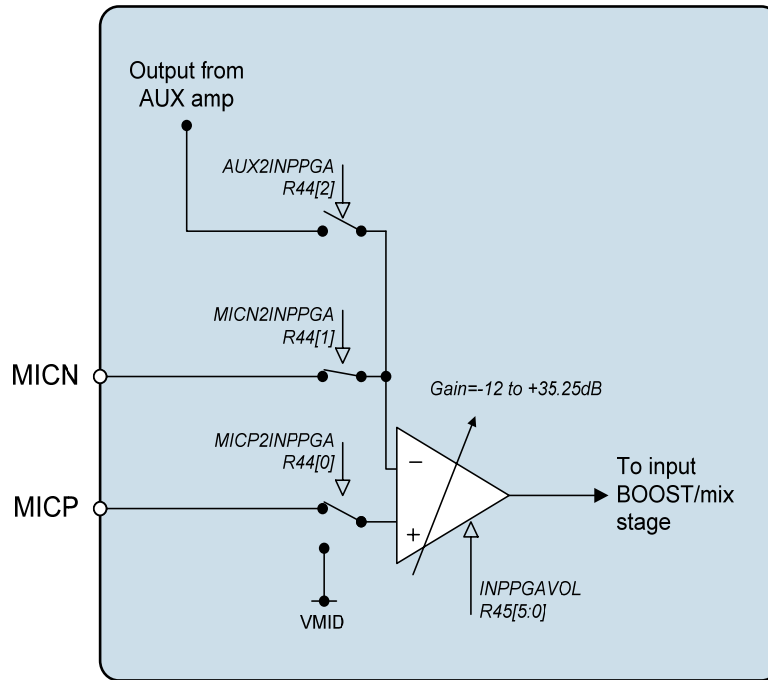 Output from
AUX amp
AUX2INPPGA
R44[2]
MICN2INPPGA
R44[1]
MICN
Gain=-12 to +35.25dB
MICP2INPPGA
R44[0]
MICP
−
+
To input
BOOST/mix
stage
VMID
INPPGAVOL
R45[5:0]